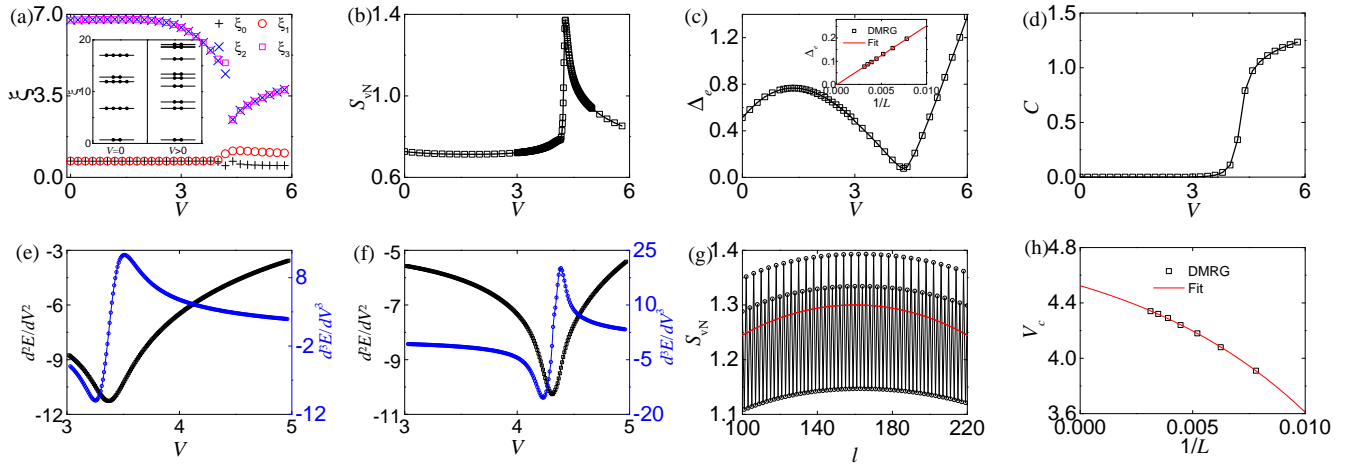 (a)
7.0
3.5
0.0
ξ
0
3
6
V
+ ξ₀
○ ξ₁
× ξ₂
□ ξ₃
20
10
0
ξ
V=0
V>0
(b)
1.4
1.0
0.6
S_vN
0
3
6
V
(c)
1.2
0.8
0.4
0.0
Δ_e
0
3
6
V
DMRG
Fit
0.2
0.1
0.0
Δ_e
0.000
0.005
0.010
1/L
(d)
1.5
1.0
0.5
0.0
C
0
3
6
V
(e)
-3
-6
-9
-12
d²E/dV²
3
4
5
V
8
-2
-12
d³E/dV³
(f)
-5
-7
-9
-11
d²E/dV²
3
4
5
V
25
10
-5
-20
d³E/dV³
(g)
1.4
1.3
1.2
1.1
S_vN
100
140
180
220
l
(h)
4.8
4.4
4.0
3.6
V_c
0.000
0.005
0.010
1/L
DMRG
Fit